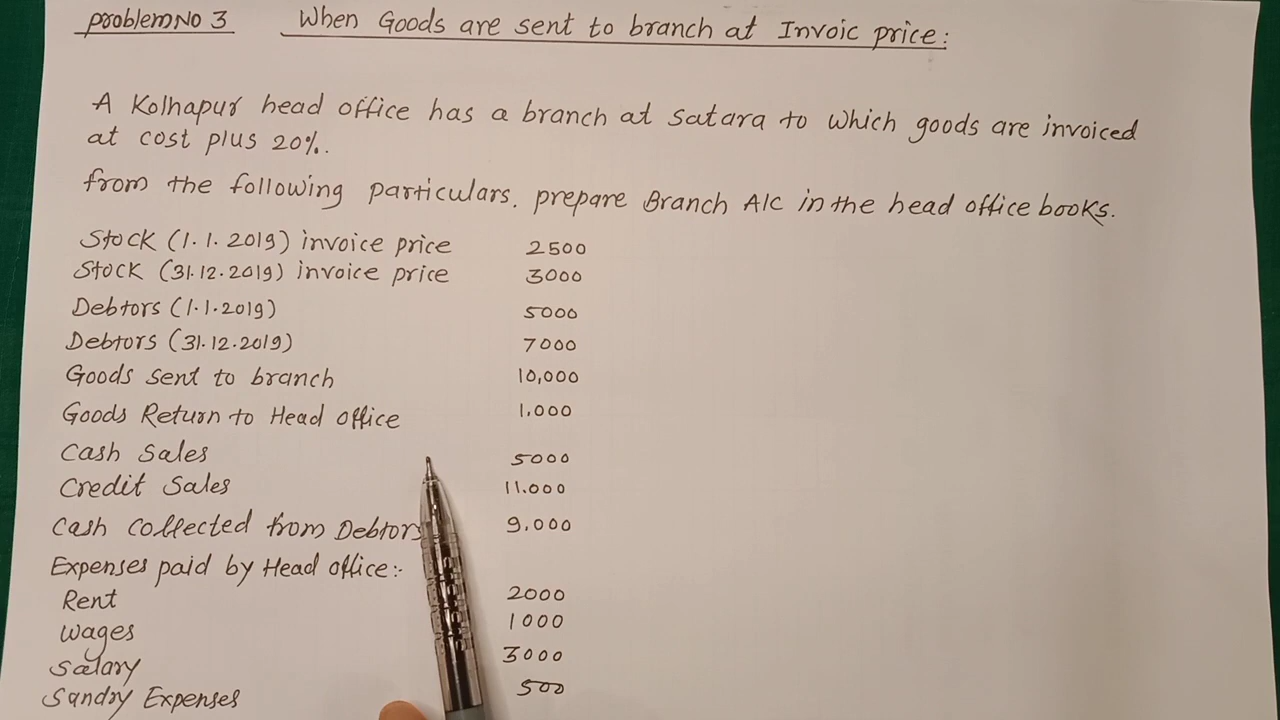 problem No 3 When Goods are sent to branch at Invoic price:
A Kolhapur head office has a branch at Satara to which goods are invoiced
at cost plus 20%.
from the following particulars. prepare Branch A/C in the head office books.
Stock (1.1.2019) invoice price 2500
Stock (31.12.2019) invoice price 3000
Debtors (1.1.2019) 5000
Debtors (31.12.2019) 7000
Goods sent to branch 10,000
Goods Return to Head office 1,000
Cash Sales 5000
Credit Sales 11.000
Cash collected from Debtors 9,000
Expenses paid by Head office:-
Rent 2000
Wages 1000
Salary 3000
Sandry Expenses 500